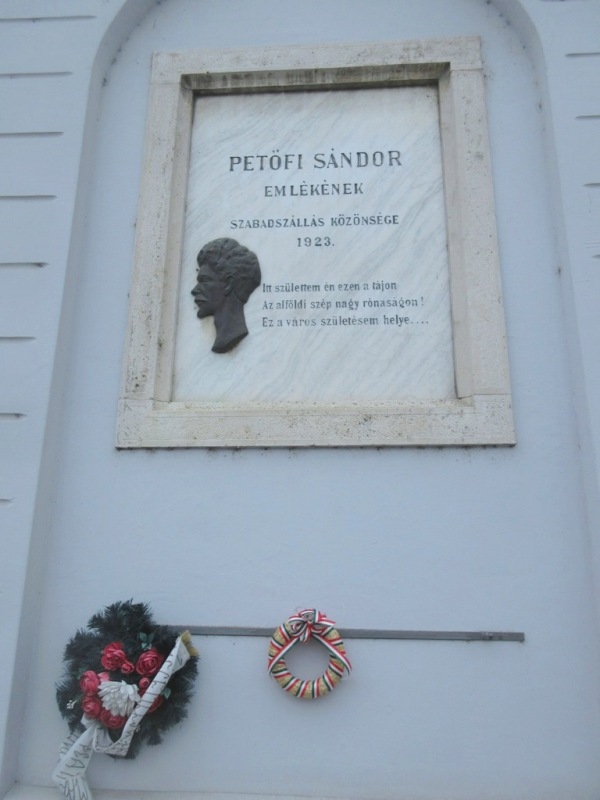 PETŐFI SÁNDOR
EMLÉKÉNEK
SZABADSZÁLLÁS KÖZÖNSÉGE
1923.
Itt születtem én ezen a tájon
Az alföldi szép nagy rónaságon!
Ez a város születésem helye....